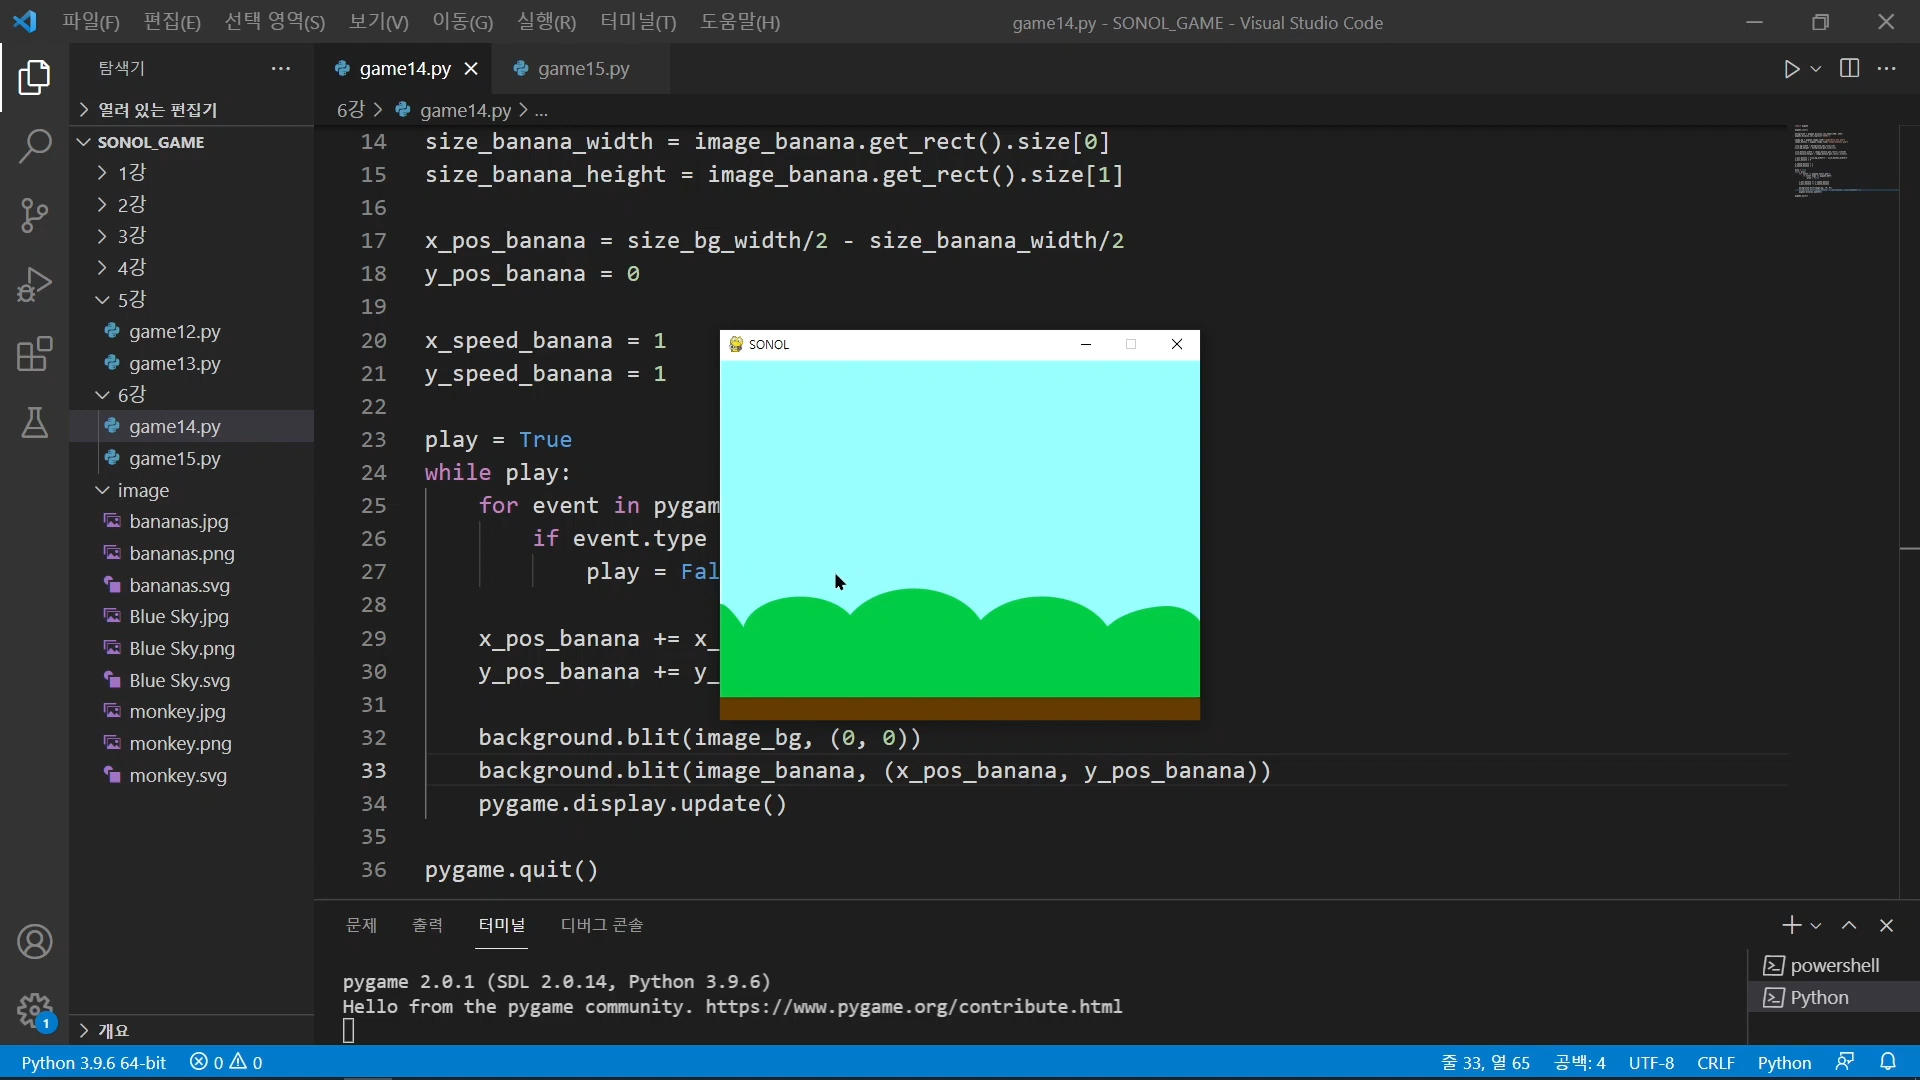 파일(F) 편집(E) 선택 영역(S) 보기(V) 이동(G) 실행(R) 터미널(T) 도움말(H) game14.py - SONOL_GAME - Visual Studio Code
탐색기
열려 있는 편집기
SONOL_GAME
1강
2강
3강
4강
5강
game12.py
game13.py
6강
game14.py
game15.py
image
bananas.jpg
bananas.png
bananas.svg
Blue Sky.jpg
Blue Sky.png
Blue Sky.svg
monkey.jpg
monkey.png
monkey.svg
개요
game14.py game15.py
6강 > game14.py > ...
14 size_banana_width = image_banana.get_rect().size[0]
15 size_banana_height = image_banana.get_rect().size[1]
16
17 x_pos_banana = size_bg_width/2 - size_banana_width/2
18 y_pos_banana = 0
19
20 x_speed_banana = 1
21 y_speed_banana = 1
22
23 play = True
24 while play:
25 for event in pygam
26 if event.type
27 play = Fal
28
29 x_pos_banana += x_
30 y_pos_banana += y_
31
32 background.blit(image_bg, (0, 0))
33 background.blit(image_banana, (x_pos_banana, y_pos_banana))
34 pygame.display.update()
35
36 pygame.quit()
SONOL
문제 출력 터미널 디버그 콘솔
pygame 2.0.1 (SDL 2.0.14, Python 3.9.6)
Hello from the pygame community. https://www.pygame.org/contribute.html
powershell
Python
1
Python 3.9.6 64-bit 0 0 줄 33, 열 65 공백: 4 UTF-8 CRLF Python